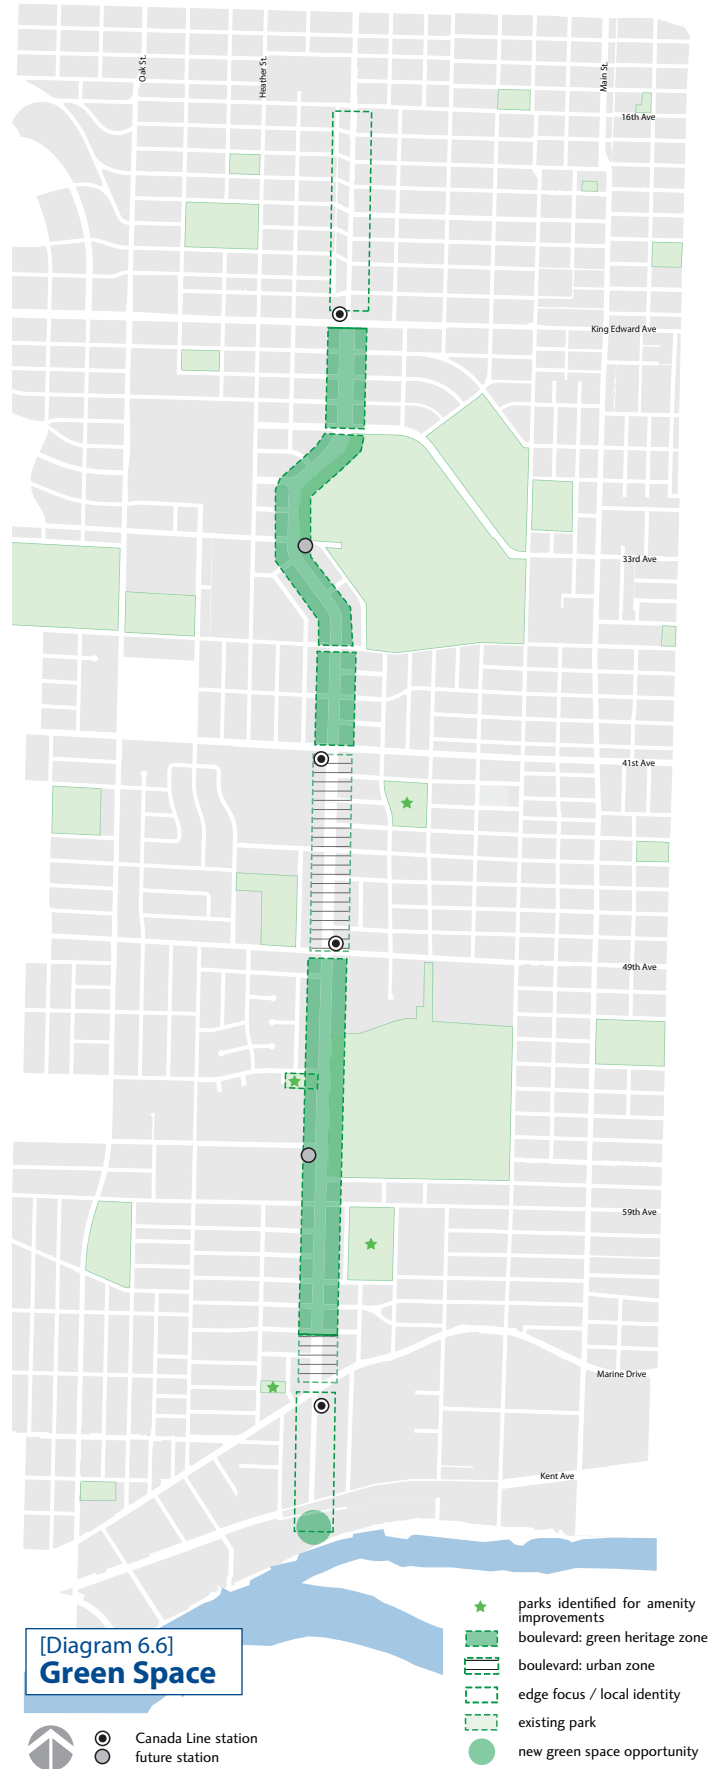 Oak St.
Heather St.
Main St.
16th Ave
King Edward Ave
33rd Ave
41st Ave
49th Ave
59th Ave
Marine Drive
Kent Ave
[Diagram 6.6]
Green Space
Canada Line station
future station
parks identified for amenity
improvements
boulevard: green heritage zone
boulevard: urban zone
edge focus / local identity
existing park
new green space opportunity